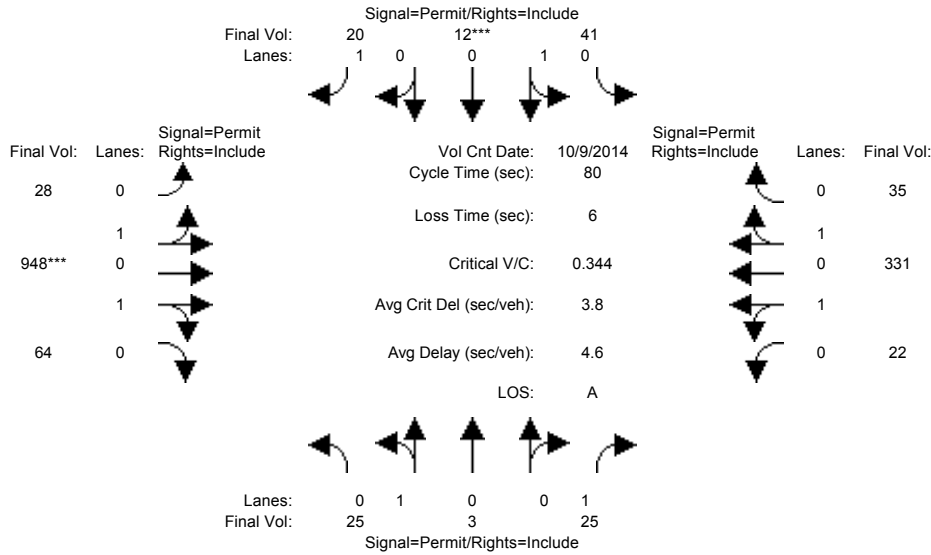 Signal=Permit/Rights=Include
Final Vol: 20 12*** 41
Lanes: 1 0 0 1 0
Signal=Permit Signal=Permit
Final Vol: Lanes: Rights=Include Vol Cnt Date: 10/9/2014 Rights=Include Lanes: Final Vol:
Cycle Time (sec): 80
28 0 0 35
Loss Time (sec): 6
1 1
948*** 0 Critical V/C: 0.344 0 331
1 Avg Crit Del (sec/veh): 3.8 1
64 0 Avg Delay (sec/veh): 4.6 0 22
LOS: A
Lanes: 0 1 0 0 1
Final Vol: 25 3 25
Signal=Permit/Rights=Include